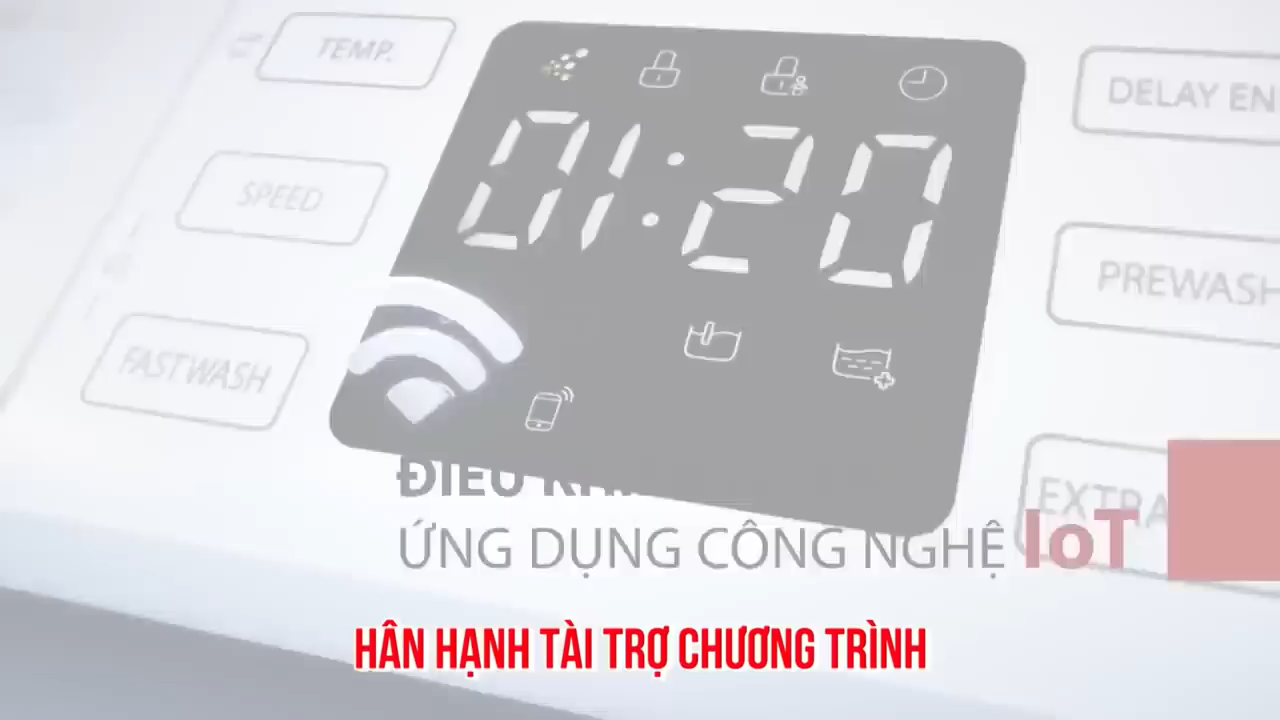 TEMP.
DELAY EN
01:20
SPEED
PREWASH
FASTWASH
EXTRA
ĐIỀU
ỨNG DỤNG CÔNG NGHỆ IoT
HÂN HẠNH TÀI TRỢ CHƯƠNG TRÌNH